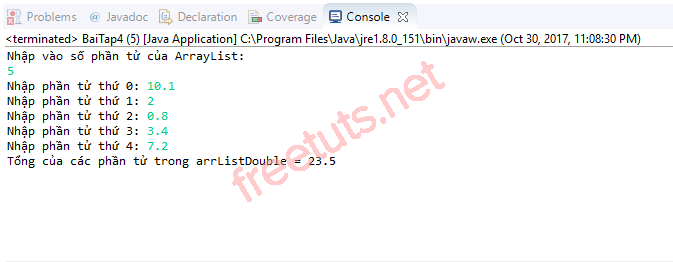 Problems @ Javadoc Declaration Coverage Console
<terminated> BaiTap4 (5) [Java Application] C:\Program Files\Java\jre1.8.0_151\bin\javaw.exe (Oct 30, 2017, 11:08:30 PM)
Nhập vào số phần tử của ArrayList:
5
Nhập phần tử thứ 0: 10.1
Nhập phần tử thứ 1: 2
Nhập phần tử thứ 2: 0.8
Nhập phần tử thứ 3: 3.4
Nhập phần tử thứ 4: 7.2
Tổng của các phần tử trong arrListDouble = 23.5
freetuts.net